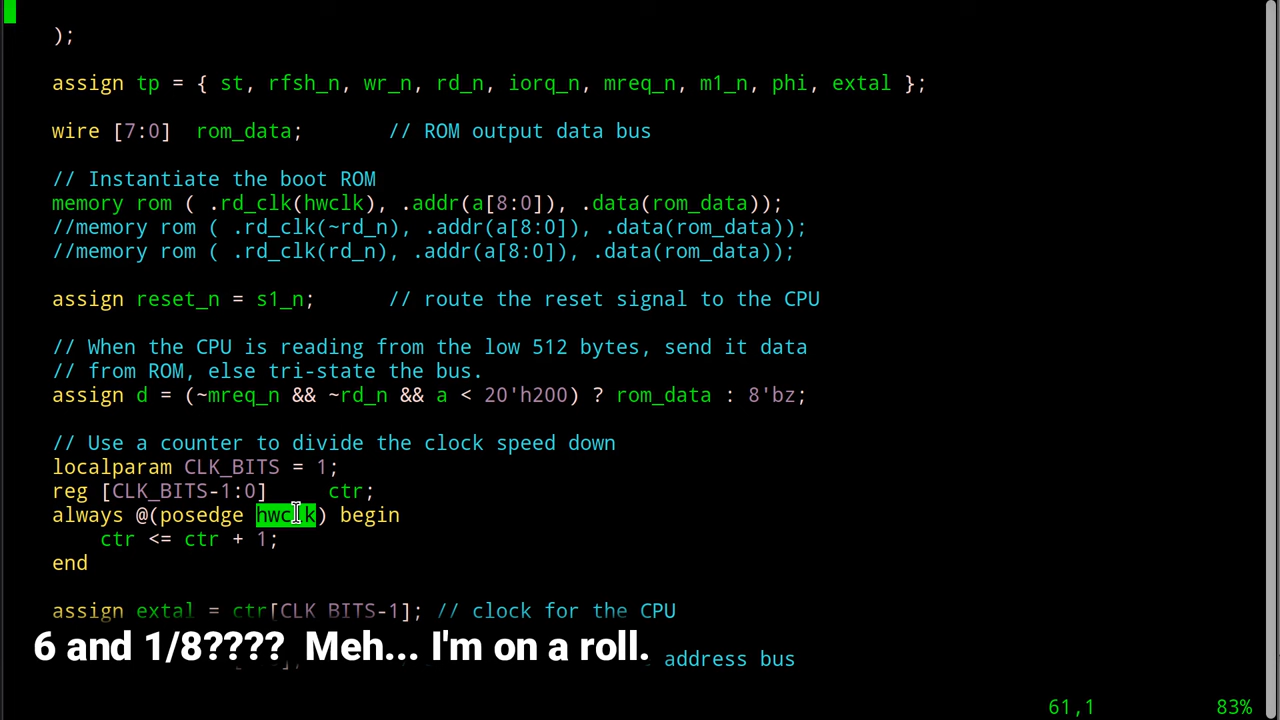 );
assign tp = { st, rfsh_n, wr_n, rd_n, iorq_n, mreq_n, m1_n, phi, extal };
wire [7:0]  rom_data;       // ROM output data bus
// Instantiate the boot ROM
memory rom ( .rd_clk(hwclk), .addr(a[8:0]), .data(rom_data));
//memory rom ( .rd_clk(~rd_n), .addr(a[8:0]), .data(rom_data));
//memory rom ( .rd_clk(rd_n), .addr(a[8:0]), .data(rom_data));
assign reset_n = s1_n;      // route the reset signal to the CPU
// When the CPU is reading from the low 512 bytes, send it data
// from ROM, else tri-state the bus.
assign d = (~mreq_n && ~rd_n && a < 20'h200) ? rom_data : 8'bz;
// Use a counter to divide the clock speed down
localparam CLK_BITS = 1;
reg [CLK_BITS-1:0]     ctr;
always @(posedge hwclk) begin
ctr <= ctr + 1;
end
assign extal = ctr[CLK_BITS-1]; // clock for the CPU
6 and 1/8???? Meh... I'm on a roll.
address bus
61,1          83%